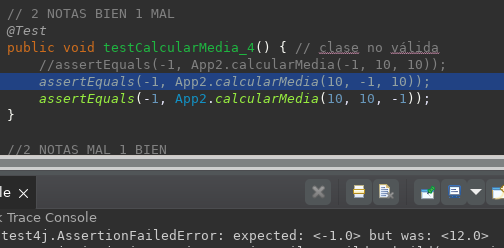 // 2 NOTAS BIEN 1 MAL
@Test
public void testCalcularMedia_4() { // clase no válida
//assertEquals(-1, App2.calcularMedia(-1, 10, 10));
assertEquals(-1, App2.calcularMedia(10, -1, 10));
assertEquals(-1, App2.calcularMedia(10, 10, -1));
}
//2 NOTAS MAL 1 BIEN
le
Trace Console
test4j.AssertionFailedError: expected: <-1.0> but was: <12.0>